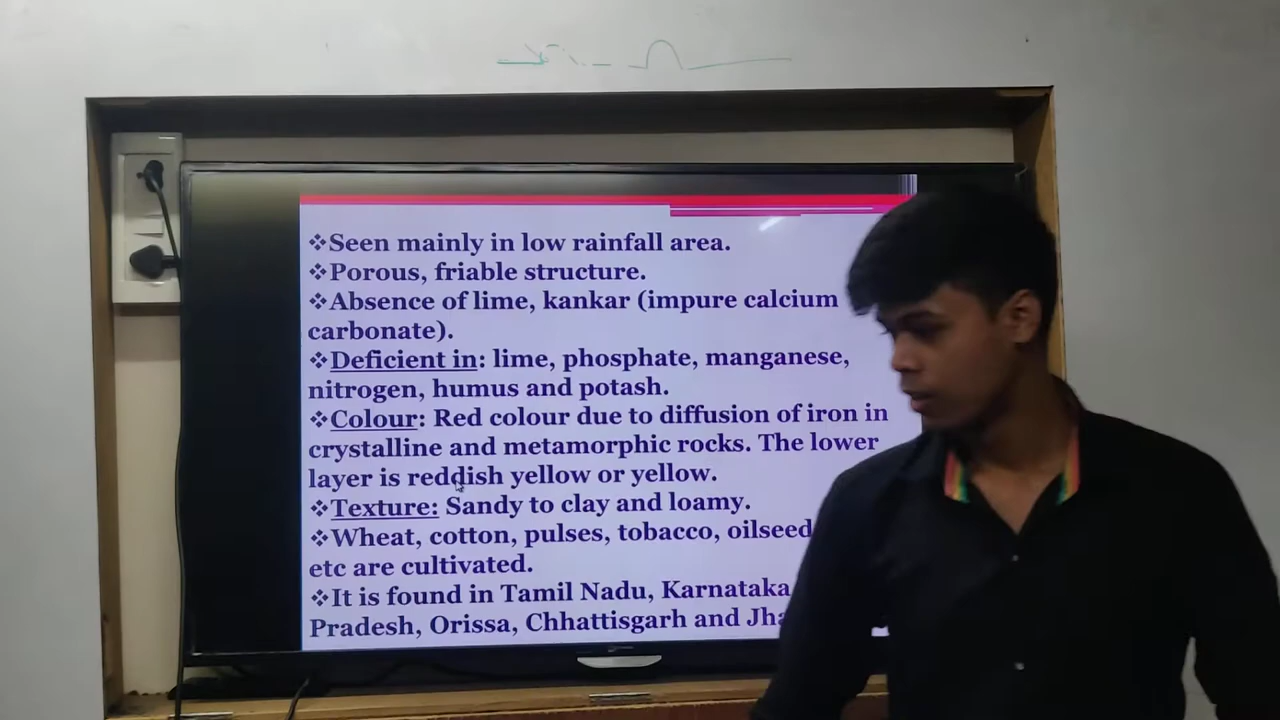 ❖Seen mainly in low rainfall area.
❖Porous, friable structure.
❖Absence of lime, kankar (impure calcium
carbonate).
❖Deficient in: lime, phosphate, manganese,
nitrogen, humus and potash.
❖Colour: Red colour due to diffusion of iron in
crystalline and metamorphic rocks. The lower
layer is reddish yellow or yellow.
❖Texture: Sandy to clay and loamy.
❖Wheat, cotton, pulses, tobacco, oilseed
etc are cultivated.
❖It is found in Tamil Nadu, Karnataka
Pradesh, Orissa, Chhattisgarh and